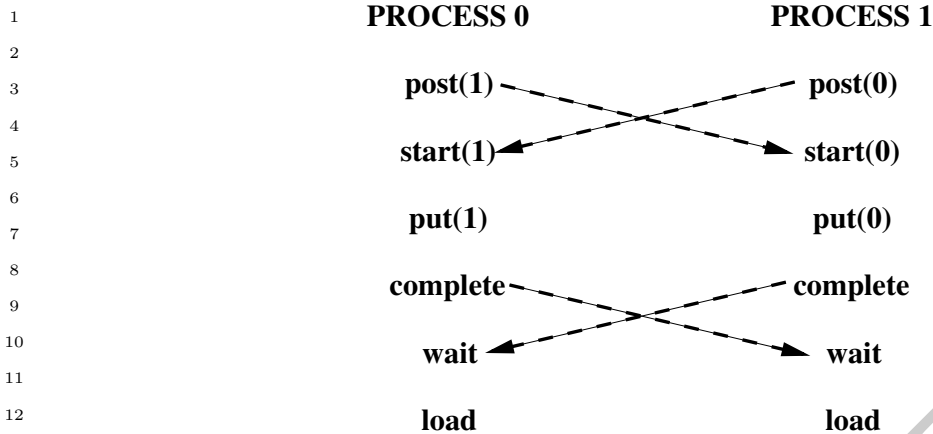 1 PROCESS 0 PROCESS 1
2
3 post(1) post(0)
4
5 start(1) start(0)
6
7 put(1) put(0)
8 complete complete
9
10 wait wait
11
12 load load